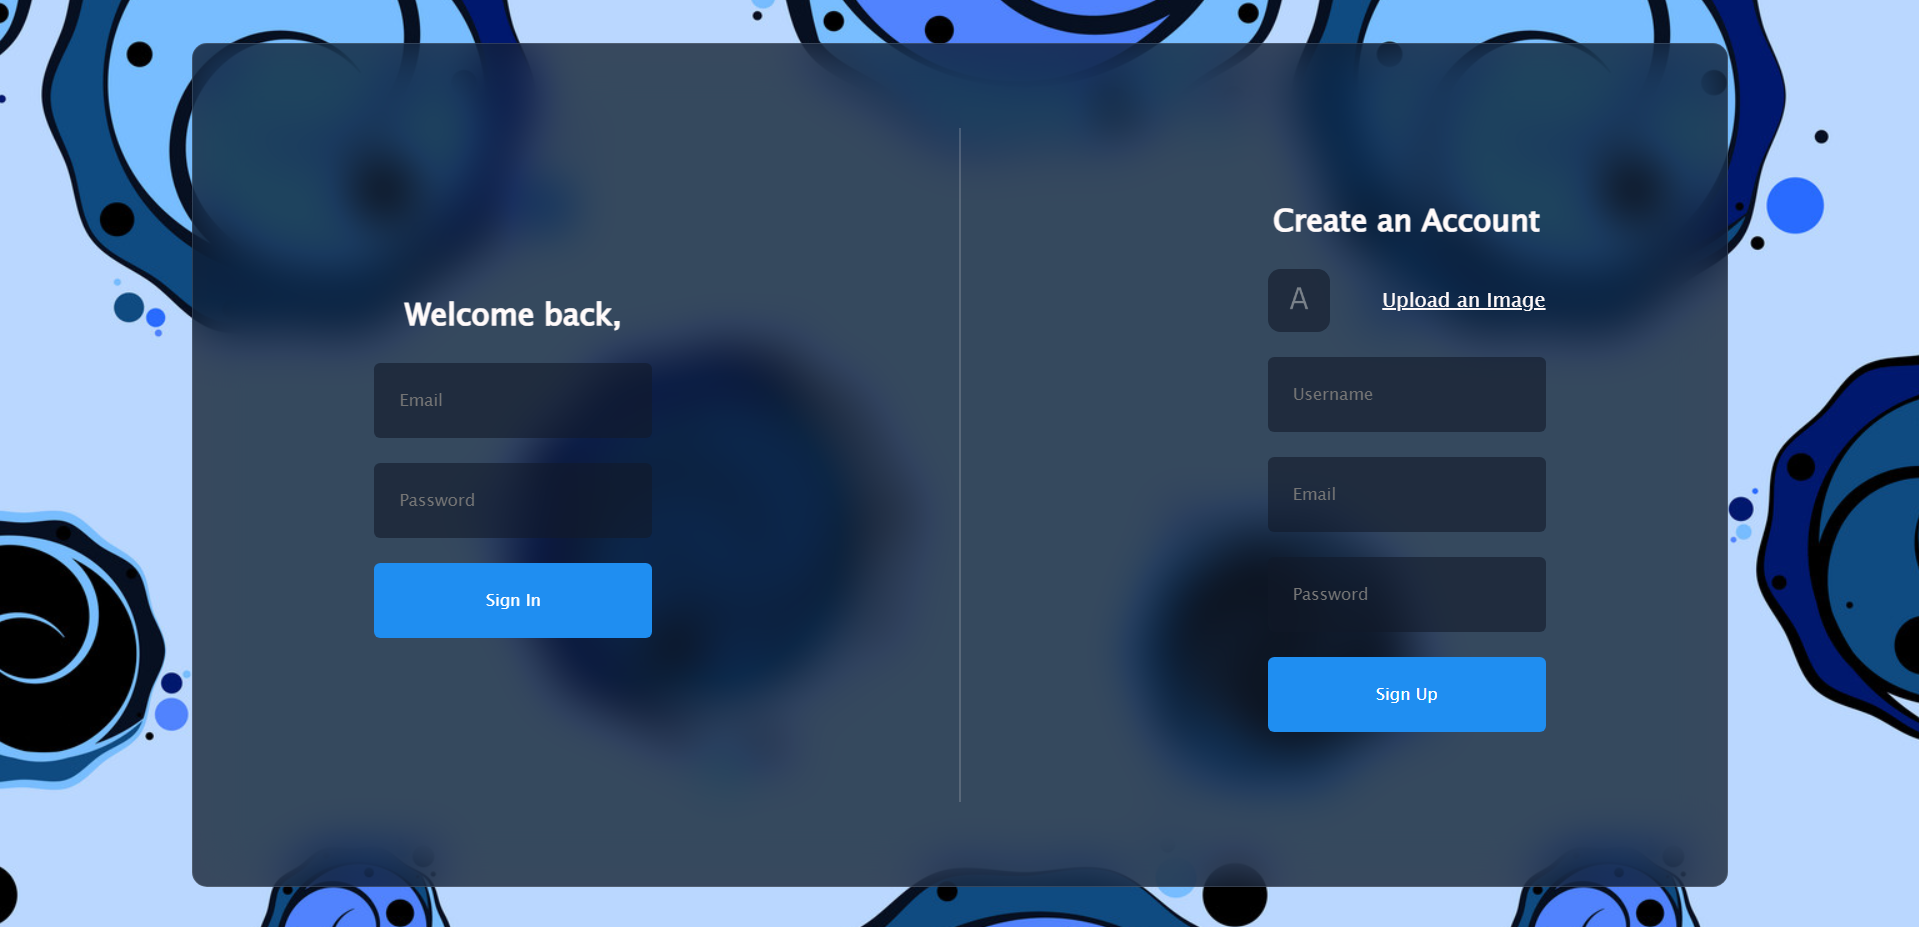 Welcome back,
Email
Password
Sign In
Create an Account
A
Upload an Image
Username
Email
Password
Sign Up